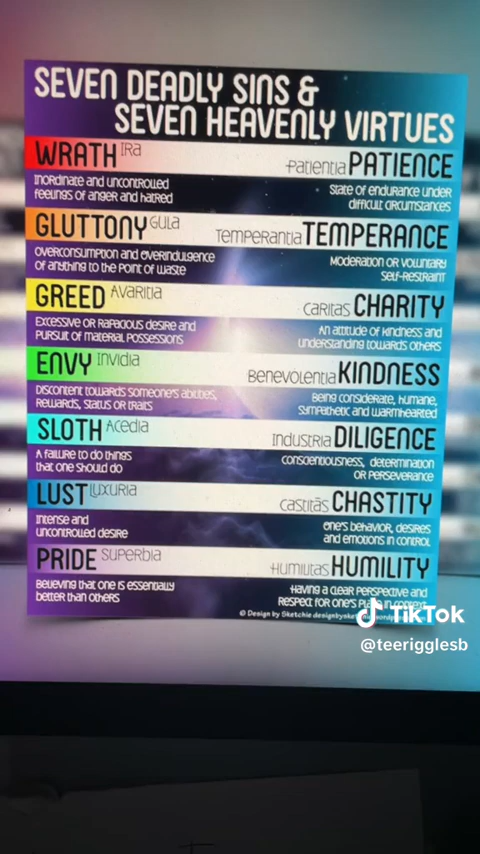 SEVEN DEADLY SINS &
SEVEN HEAVENLY VIRTUES
WRATH Ira
Patientia PATIENCE
Inordinate and uncontrolled
feelings of anger and hatred
State of endurance under
difficult circumstances
GLUTTONY Gula
Temperantia TEMPERANCE
Overconsumption and overindulgence
of anything to the point of waste
Moderation or voluntary
self-restraint
GREED Avaritia
Caritas CHARITY
Excessive or rapacious desire and
pursuit of material possessions
An attitude of kindness and
understanding towards others
ENVY Invidia
Benevolentia KINDNESS
Discontent towards someone's abilities,
rewards, status or traits
Being considerate, humane,
sympathetic and warmhearted
SLOTH Acedia
Industria DILIGENCE
A failure to do things
that one should do
Conscientiousness, determination
or perseverance
LUST Luxuria
Castitās CHASTITY
Intense and
uncontrolled desire
One's behavior, desires
and emotions in control
PRIDE Superbia
Humilitas HUMILITY
Believing that one is essentially
better than others
Having a clear perspective and
respect for one's place in context
© Design by Sketchie
TikTok
@teerigglesb